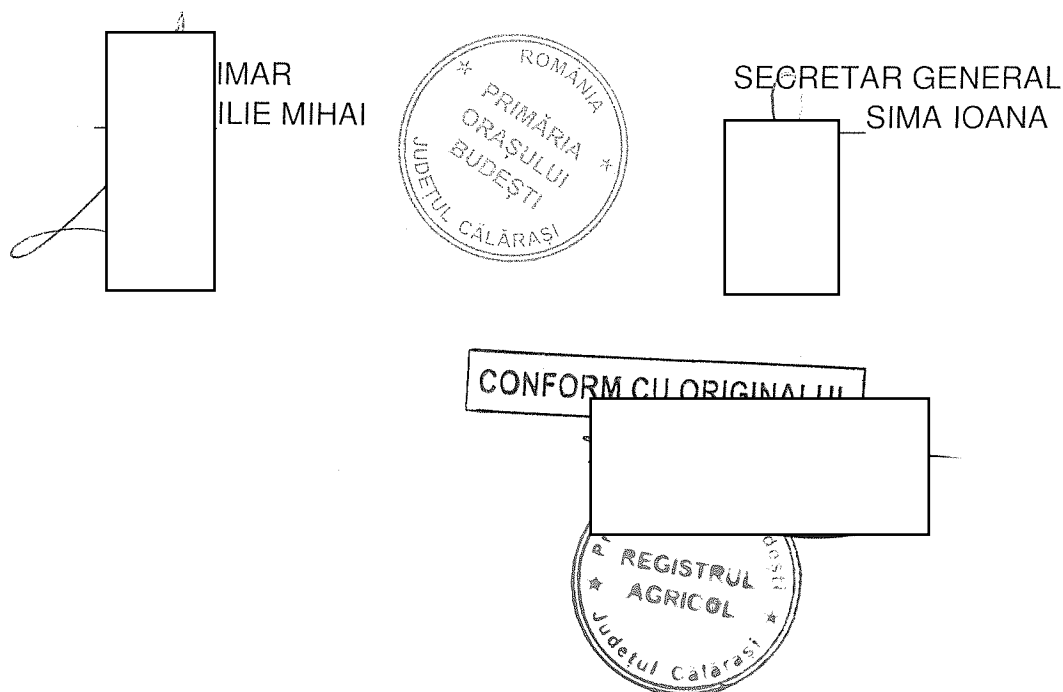 IMAR
ILIE MIHAI
ROMÂNIA
PRIMĂRIA
ORAȘULUI
BUDEȘTI
JUDEȚUL CĂLĂRAȘI
SECRETAR GENERAL
SIMA IOANA
CONFORM CU ORIGINALUL
REGISTRUL
AGRICOL
Județul Călărași